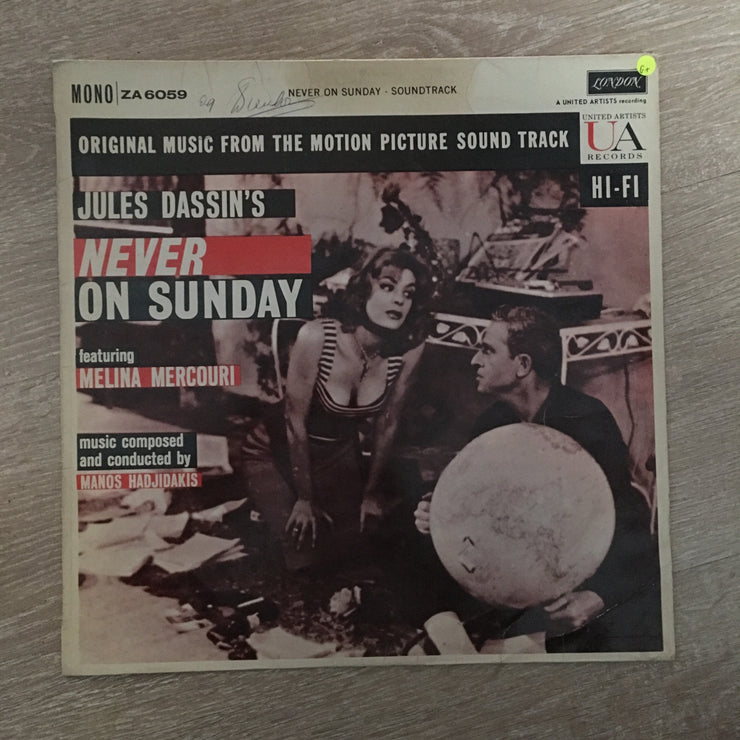 MONO ZA 6059
NEVER ON SUNDAY - SOUNDTRACK
LONDON
A UNITED ARTISTS recording
ORIGINAL MUSIC FROM THE MOTION PICTURE SOUND TRACK
UNITED ARTISTS
UA
RECORDS
HI-FI
JULES DASSIN'S
NEVER
ON SUNDAY
featuring
MELINA MERCOURI
music composed
and conducted by
MANOS HADJIDAKIS